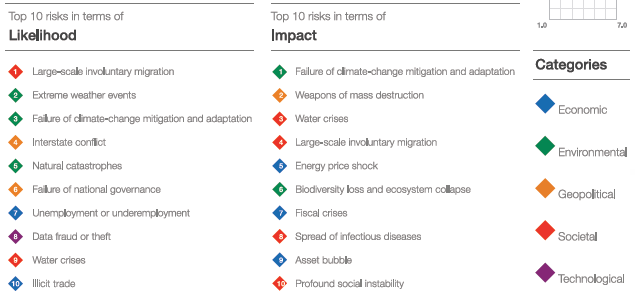 Top 10 risks in terms of
Likelihood
1 Large-scale involuntary migration
2 Extreme weather events
3 Failure of climate-change mitigation and adaptation
4 Interstate conflict
5 Natural catastrophes
6 Failure of national governance
7 Unemployment or underemployment
8 Data fraud or theft
9 Water crises
10 Illicit trade
Top 10 risks in terms of
Impact
1 Failure of climate-change mitigation and adaptation
2 Weapons of mass destruction
3 Water crises
4 Large-scale involuntary migration
5 Energy price shock
6 Biodiversity loss and ecosystem collapse
7 Fiscal crises
8 Spread of infectious diseases
9 Asset bubble
10 Profound social instability
1.0 7.0
Categories
Economic
Environmental
Geopolitical
Societal
Technological